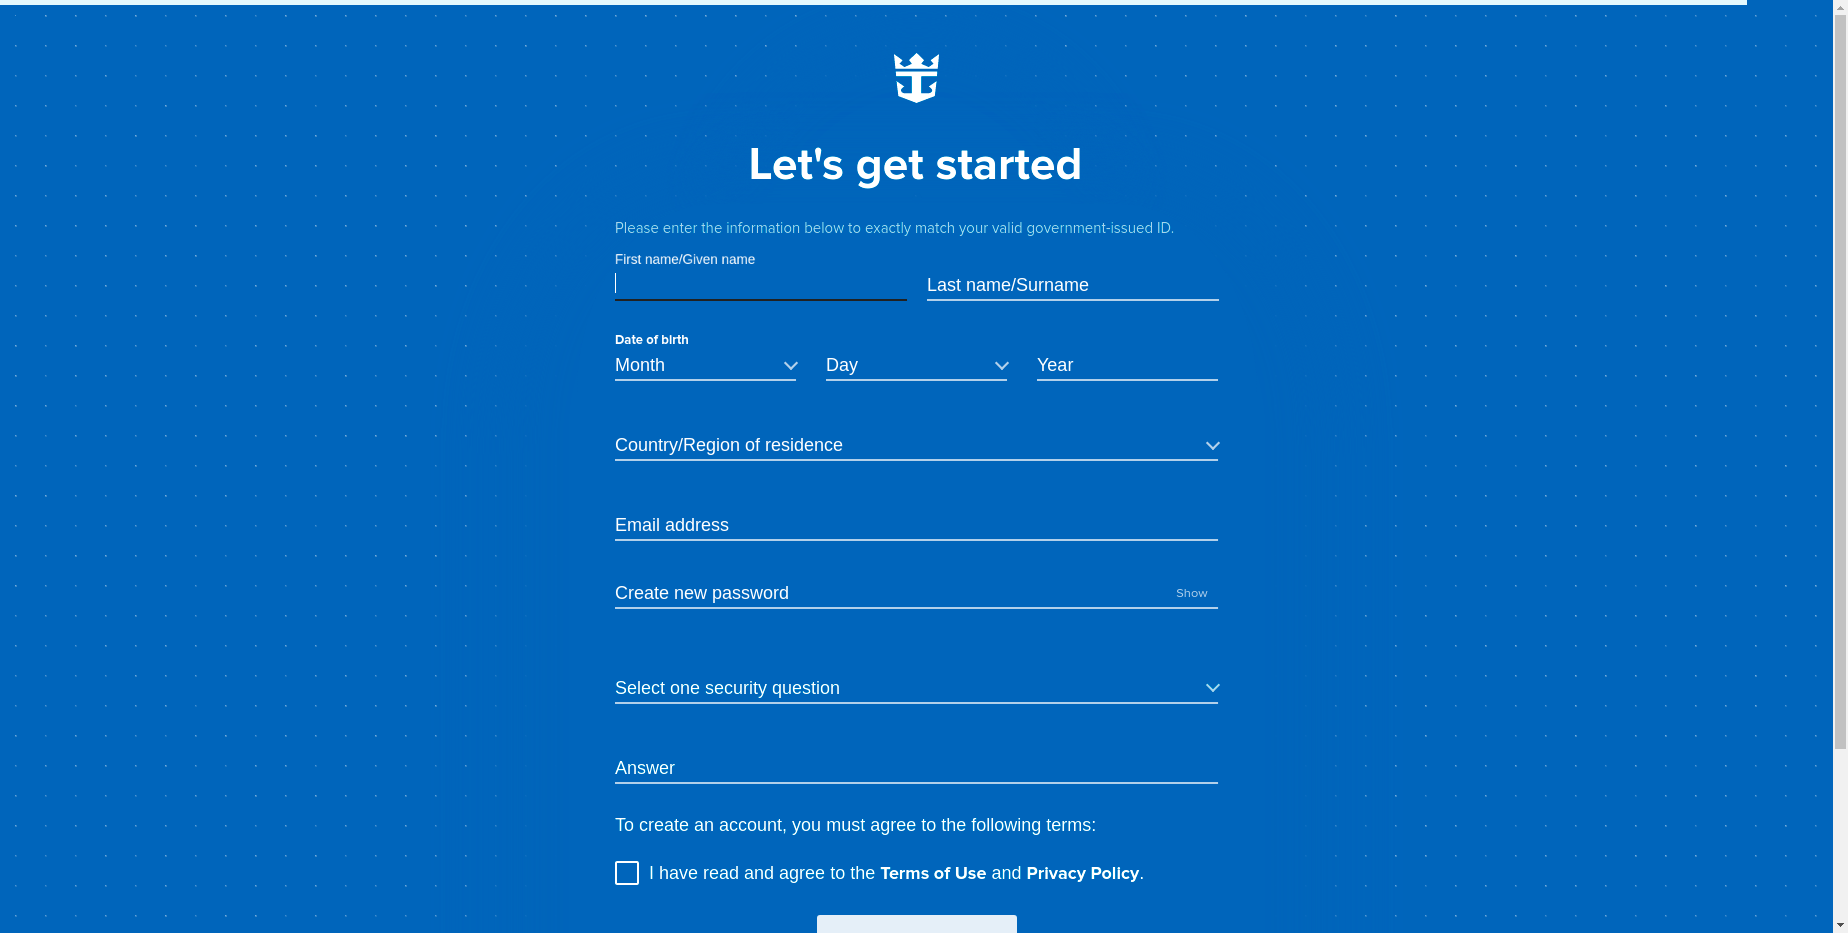 Let's get started
Please enter the information below to exactly match your valid government-issued ID.
First name/Given name
Last name/Surname
Date of birth
Month
Day
Year
Country/Region of residence
Email address
Create new password
Show
Select one security question
Answer
To create an account, you must agree to the following terms:
I have read and agree to the Terms of Use and Privacy Policy.